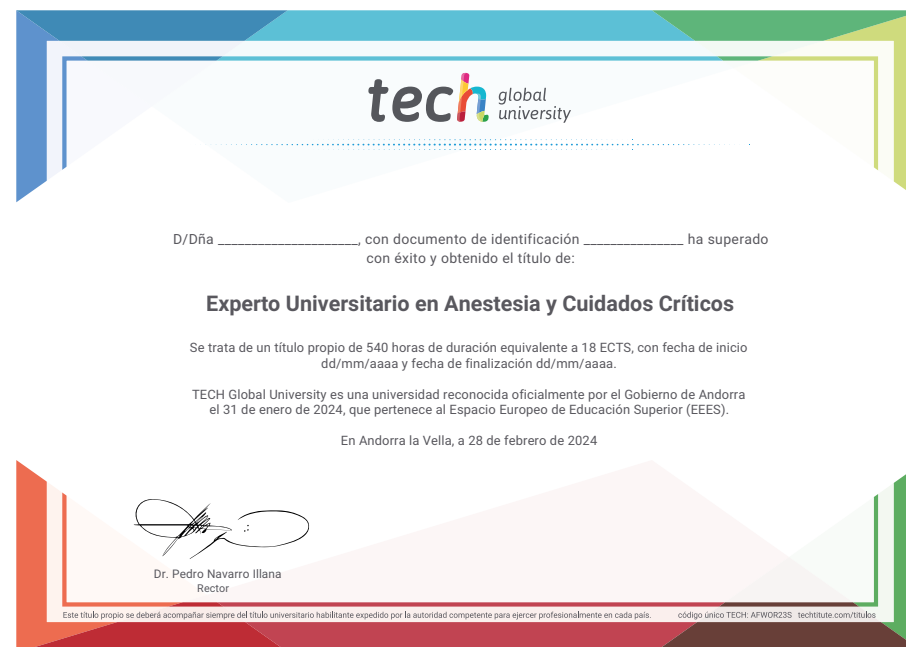 tech global
university
D/Dña _____________________, con documento de identificación _______________ ha superado
con éxito y obtenido el título de:
Experto Universitario en Anestesia y Cuidados Críticos
Se trata de un título propio de 540 horas de duración equivalente a 18 ECTS, con fecha de inicio
dd/mm/aaaa y fecha de finalización dd/mm/aaaa.
TECH Global University es una universidad reconocida oficialmente por el Gobierno de Andorra
el 31 de enero de 2024, que pertenece al Espacio Europeo de Educación Superior (EEES).
En Andorra la Vella, a 28 de febrero de 2024
Dr. Pedro Navarro Illana
Rector
Este título propio se deberá acompañar siempre del título universitario habilitante expedido por la autoridad competente para ejercer profesionalmente en cada país. código único TECH: AFWOR23S techtitute.com/titulos